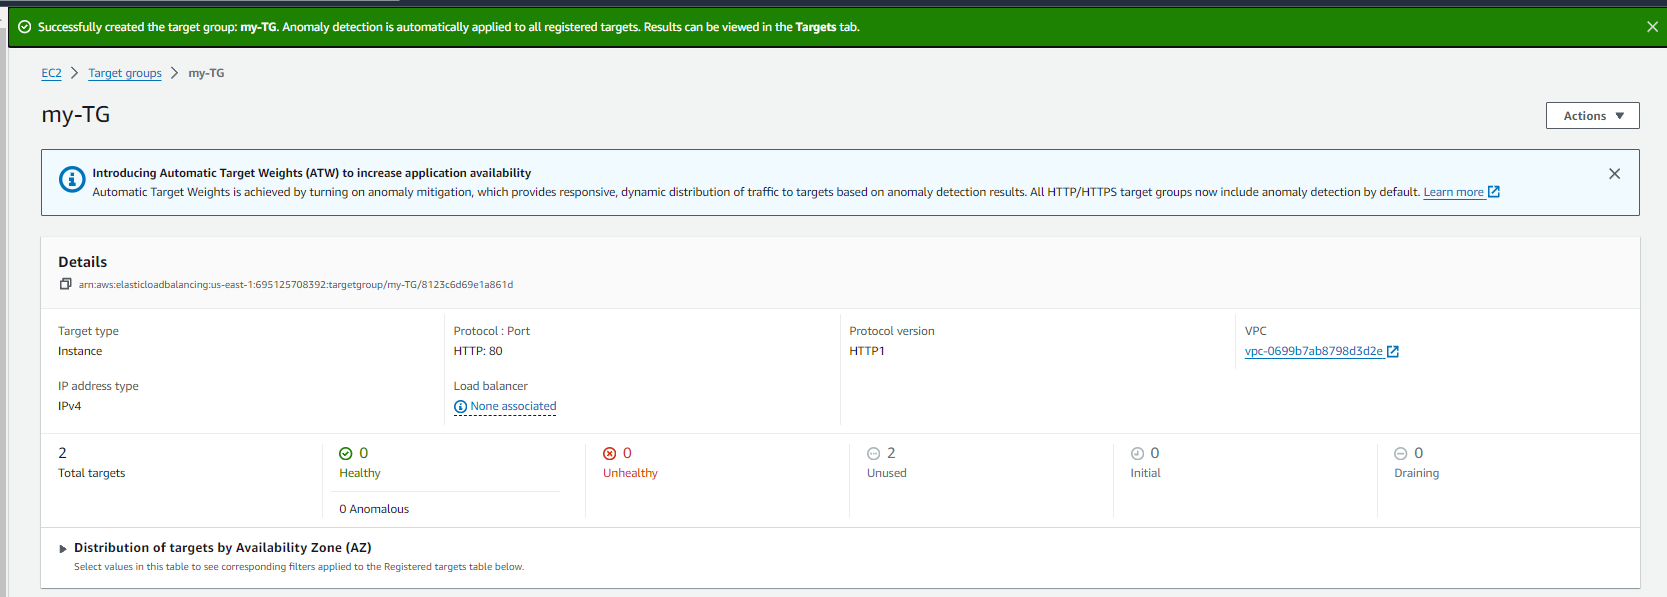 Successfully created the target group: my-TG. Anomaly detection is automatically applied to all registered targets. Results can be viewed in the Targets tab.
EC2 > Target groups > my-TG
my-TG
Actions
Introducing Automatic Target Weights (ATW) to increase application availability
Automatic Target Weights is achieved by turning on anomaly mitigation, which provides responsive, dynamic distribution of traffic to targets based on anomaly detection results. All HTTP/HTTPS target groups now include anomaly detection by default. Learn more
Details
arn:aws:elasticloadbalancing:us-east-1:695125708392:targetgroup/my-TG/8123c6d69e1a861d
Target type
Instance
Protocol : Port
HTTP: 80
Protocol version
HTTP1
VPC
vpc-0699b7ab8798d3d2e
IP address type
IPv4
Load balancer
None associated
2
Total targets
0
Healthy
0 Anomalous
0
Unhealthy
2
Unused
0
Initial
0
Draining
Distribution of targets by Availability Zone (AZ)
Select values in this table to see corresponding filters applied to the Registered targets table below.